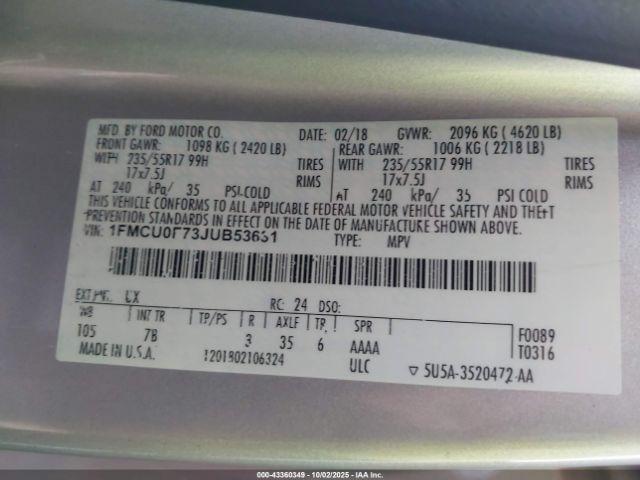 MFD. BY FORD MOTOR CO. DATE: 02/18 GVWR: 2096 KG ( 4620 LB)
FRONT GAWR: 1098 KG ( 2420 LB) REAR GAWR: 1006 KG ( 2218 LB)
WITH 235/55R17 99H TIRES WITH 235/55R17 99H TIRES
17x7.5J RIMS 17x7.5J RIMS
AT 240 kPa/ 35 PSI-COLD AT 240 kPa/ 35 PSI COLD
THIS VEHICLE CONFORMS TO ALL APPLICABLE FEDERAL MOTOR VEHICLE SAFETY AND THEFT
PREVENTION STANDARDS IN EFFECT ON THE DATE OF MANUFACTURE SHOWN ABOVE.
VIN: TYPE: MPV
EXT PNT: UX RC: 24 DSO:
WB INT TR TP/PS R AXLE TR SPR
105 7B 3 35 6 AAAA F0089
MADE IN U.S.A. ULC T0316
5U5A-3520472-AA
000-43360349 - 10/02/2025 - IAA Inc.